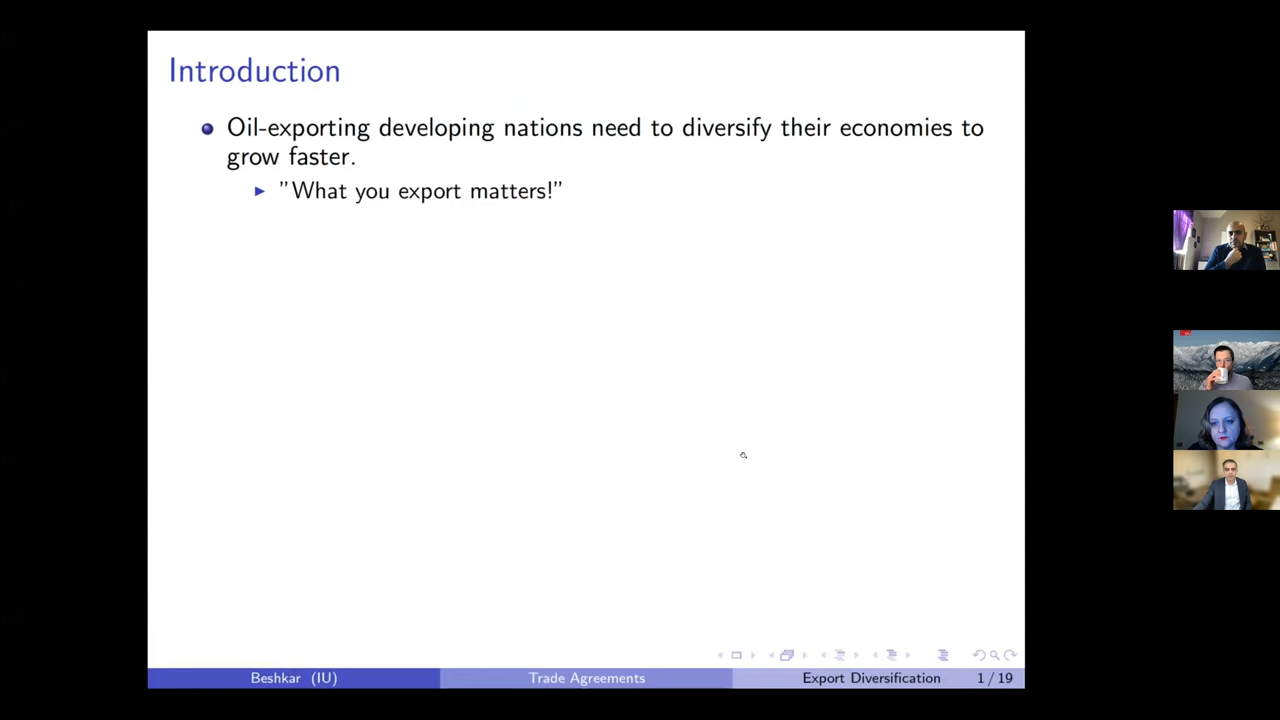 Introduction
Oil-exporting developing nations need to diversify their economies to
grow faster.
”What you export matters!”
Beshkar (IU)
Trade Agreements
Export Diversification
1 / 19